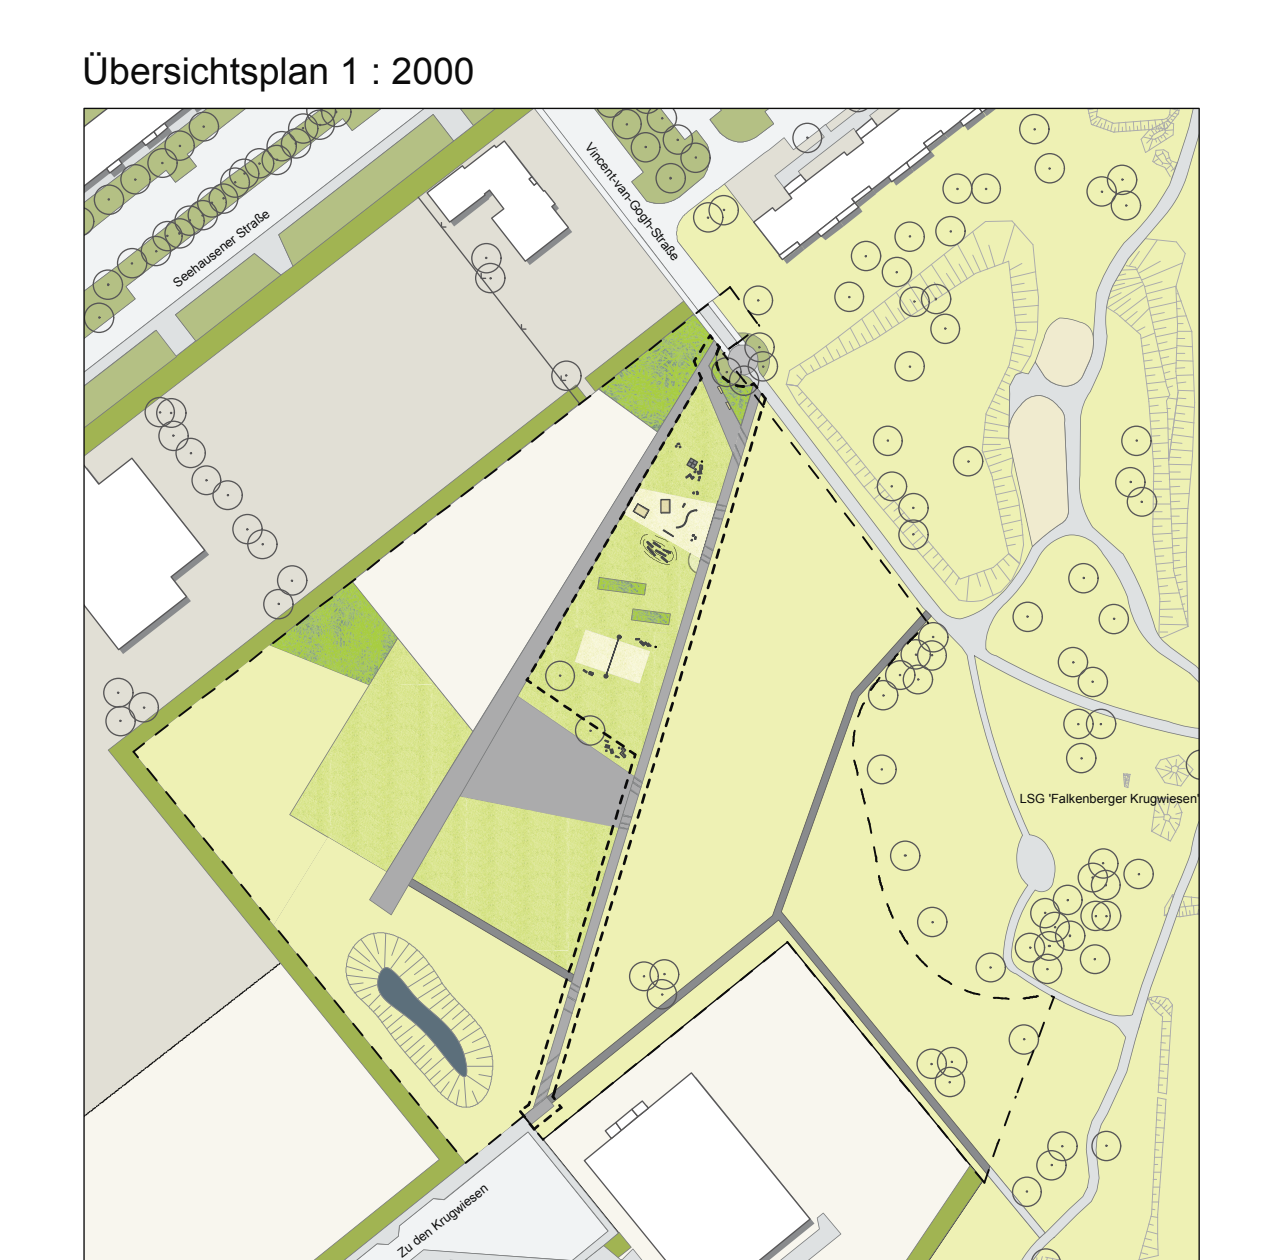 Übersichtsplan 1 : 2000
Vincent-van-Gogh-Straße
Seehausener Straße
LSG 'Falkenberger Krugwiesen'
Zu den Krugwiesen